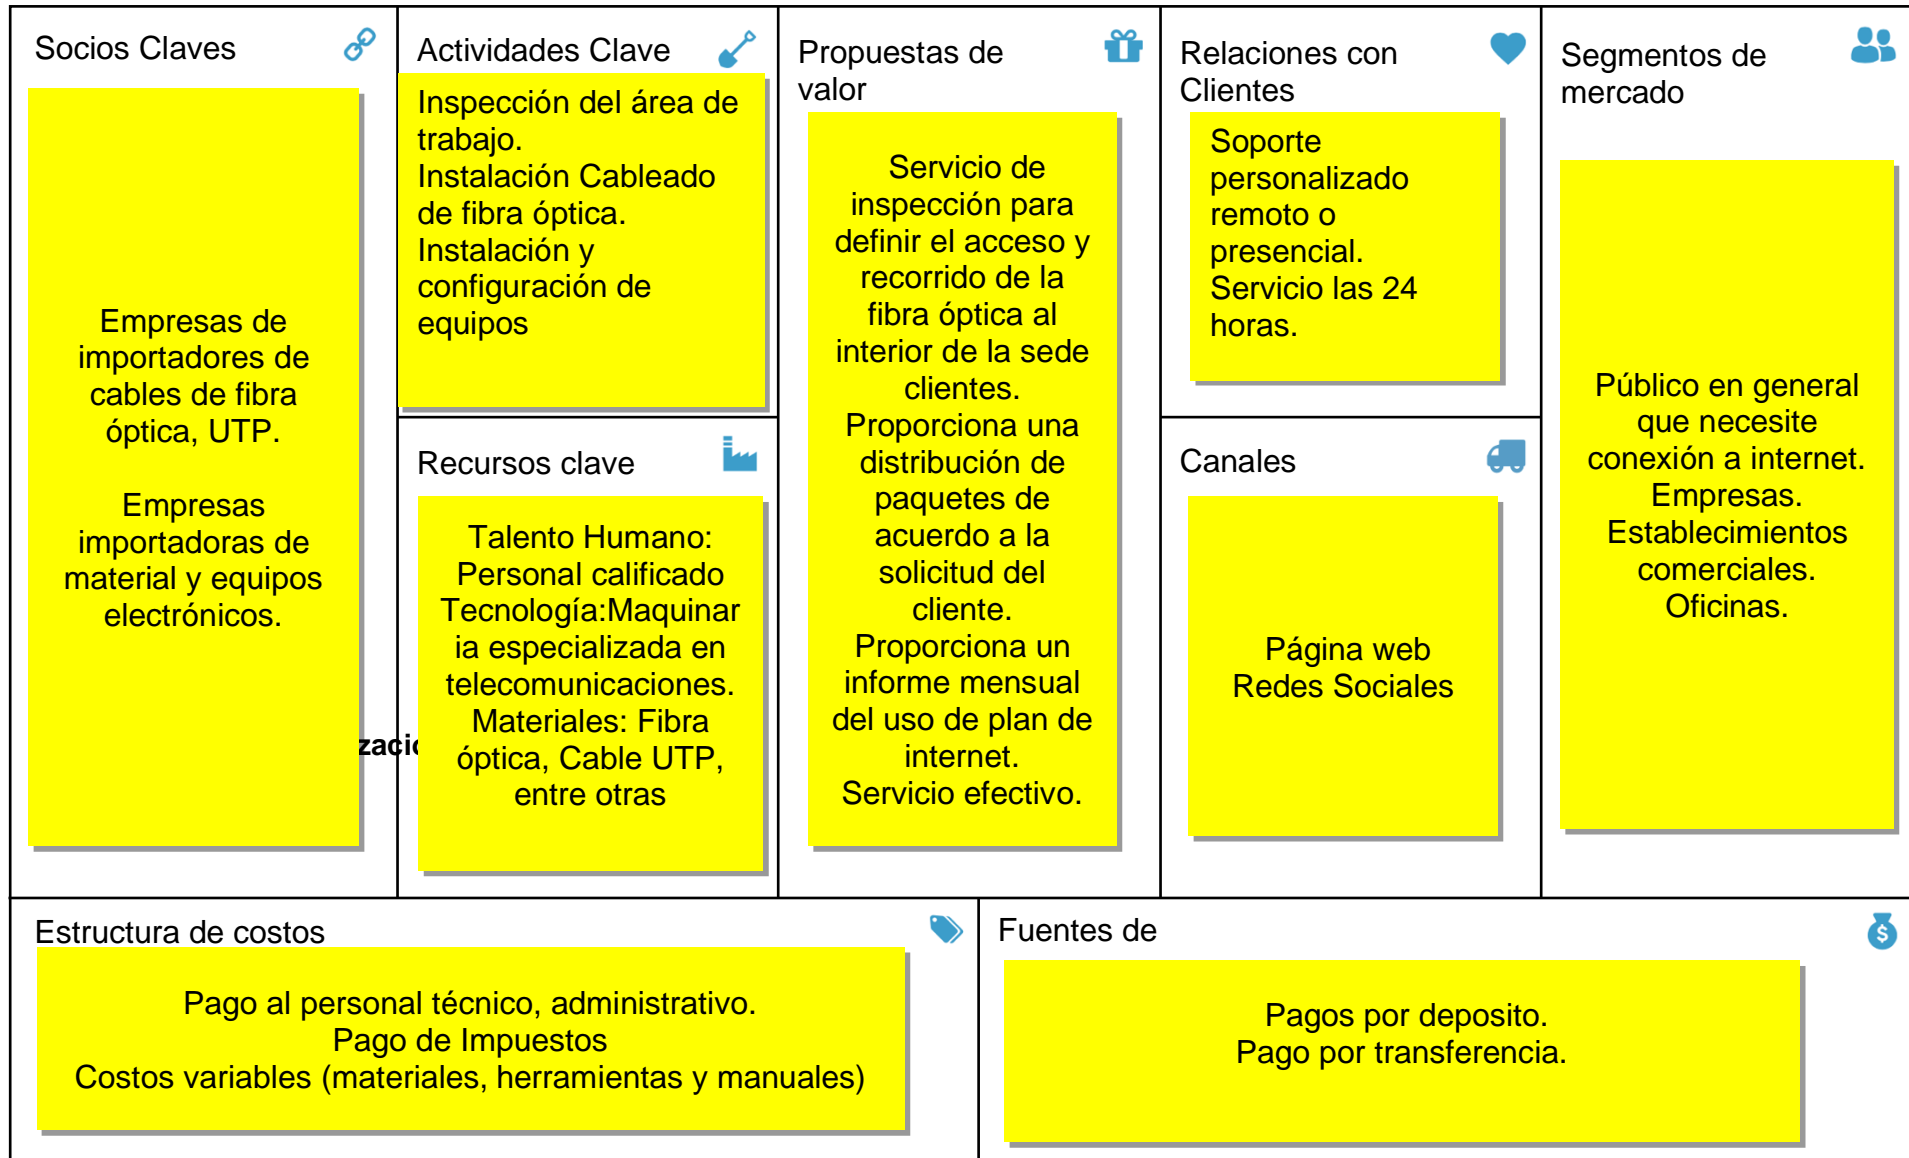 Socios Claves
Empresas de
importadores de
cables de fibra
óptica, UTP.
Empresas
importadoras de
material y equipos
electrónicos.
Actividades Clave
Inspección del área de
trabajo.
Instalación Cableado
de fibra óptica.
Instalación y
configuración de
equipos
Recursos clave
Talento Humano:
Personal calificado
Tecnología:Maquinar
ia especializada en
telecomunicaciones.
Materiales: Fibra
óptica, Cable UTP,
entre otras
Propuestas de
valor
Servicio de
inspección para
definir el acceso y
recorrido de la
fibra óptica al
interior de la sede
clientes.
Proporciona una
distribución de
paquetes de
acuerdo a la
solicitud del
cliente.
Proporciona un
informe mensual
del uso de plan de
internet.
Servicio efectivo.
Relaciones con
Clientes
Soporte
personalizado
remoto o
presencial.
Servicio las 24
horas.
Canales
Página web
Redes Sociales
Segmentos de
mercado
Público en general
que necesite
conexión a internet.
Empresas.
Establecimientos
comerciales.
Oficinas.
Estructura de costos
Pago al personal técnico, administrativo.
Pago de Impuestos
Costos variables (materiales, herramientas y manuales)
Fuentes de
Pagos por deposito.
Pago por transferencia.